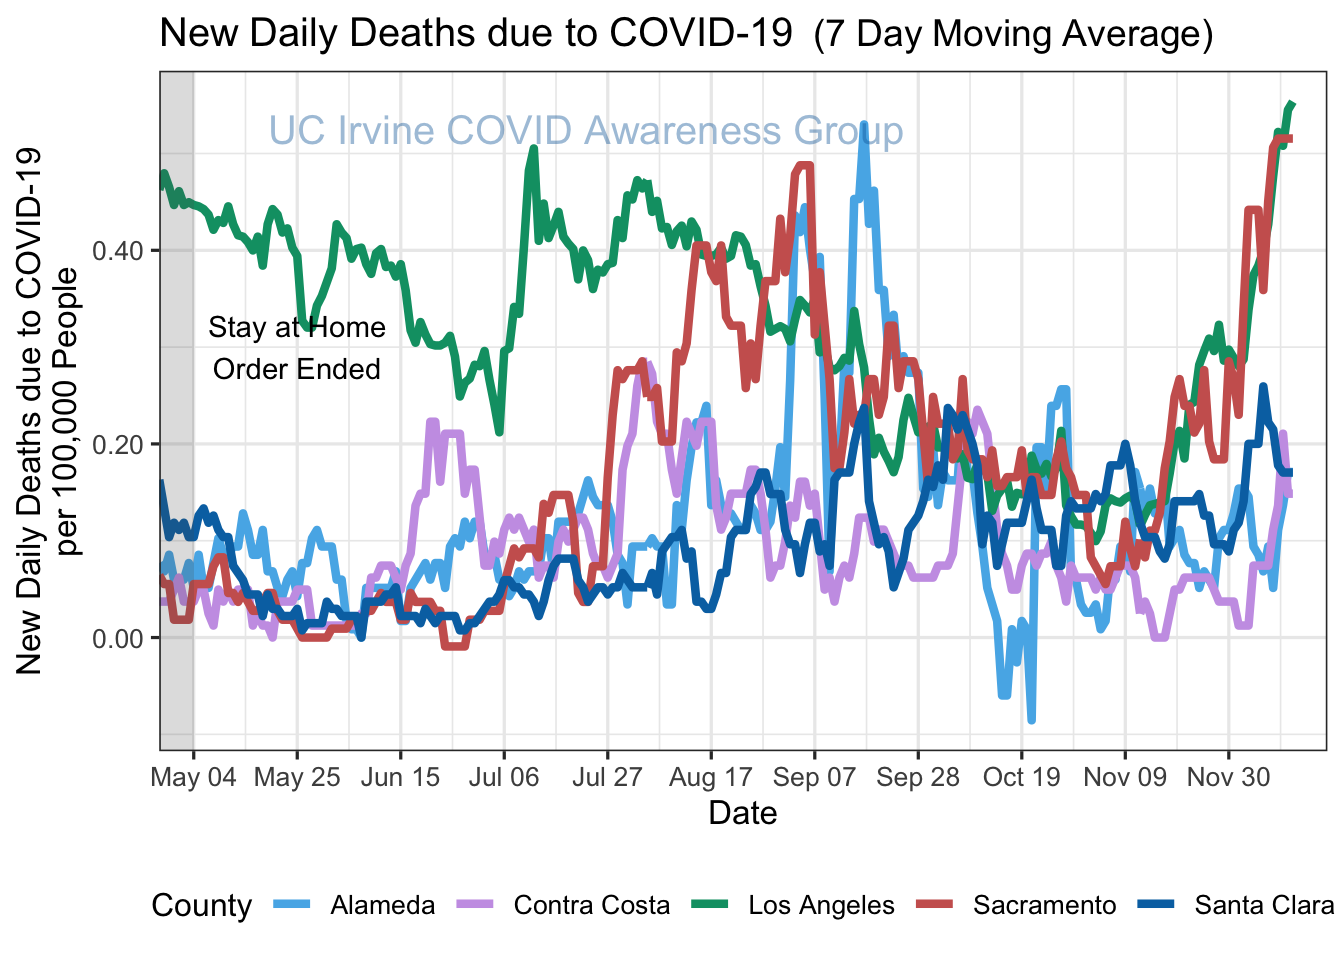 New Daily Deaths due to COVID-19 (7 Day Moving Average)
UC Irvine COVID Awareness Group
New Daily Deaths due to COVID-19
per 100,000 People
0.40
0.20
0.00
Stay at Home
Order Ended
May 04 May 25 Jun 15 Jul 06 Jul 27 Aug 17 Sep 07 Sep 28 Oct 19 Nov 09 Nov 30
Date
County Alameda Contra Costa Los Angeles Sacramento Santa Clara